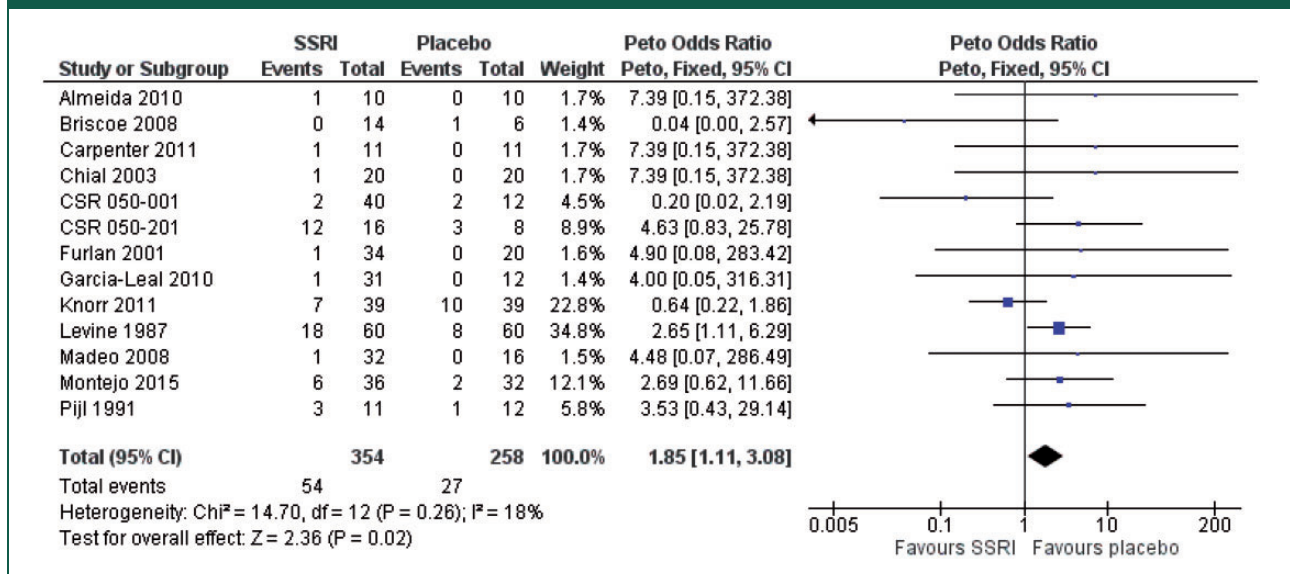 SSRI Placebo Peto Odds Ratio Peto Odds Ratio
Study or Subgroup Events Total Events Total Weight Peto, Fixed, 95% CI Peto, Fixed, 95% CI
Almeida 2010 1 10 0 10 1.7% 7.39 [0.15, 372.38]
Briscoe 2008 0 14 1 6 1.4% 0.04 [0.00, 2.57]
Carpenter 2011 1 11 0 11 1.7% 7.39 [0.15, 372.38]
Chial 2003 1 20 0 20 1.7% 7.39 [0.15, 372.38]
CSR 050-001 2 40 2 12 4.5% 0.20 [0.02, 2.19]
CSR 050-201 12 16 3 8 8.9% 4.63 [0.83, 25.78]
Furlan 2001 1 34 0 20 1.6% 4.90 [0.08, 283.42]
Garcia-Leal 2010 1 31 0 12 1.4% 4.00 [0.05, 316.31]
Knorr 2011 7 39 10 39 22.8% 0.64 [0.22, 1.86]
Levine 1987 18 60 8 60 34.8% 2.65 [1.11, 6.29]
Madeo 2008 1 32 0 16 1.5% 4.48 [0.07, 286.49]
Montejo 2015 6 36 2 32 12.1% 2.69 [0.62, 11.66]
Pijl 1991 3 11 1 12 5.8% 3.53 [0.43, 29.14]
Total (95% CI) 354 258 100.0% 1.85 [1.11, 3.08]
Total events 54 27
Heterogeneity: Chi² = 14.70, df = 12 (P = 0.26); I² = 18%
Test for overall effect: Z = 2.36 (P = 0.02)
0.005 0.1 1 10 200
Favours SSRI Favours placebo